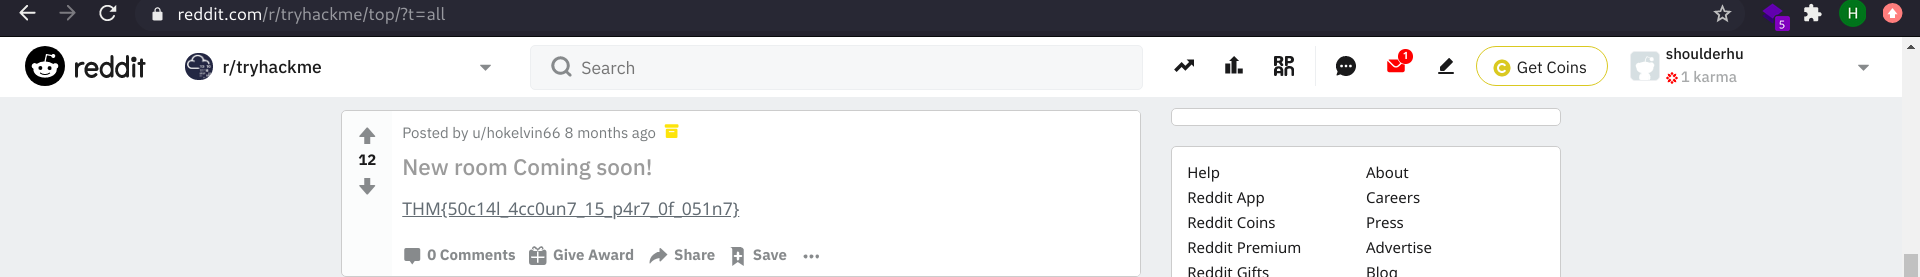 reddit.com/r/tryhackme/top/?t=all
5
H
reddit
r/tryhackme
Search
1
Get Coins
shoulderhu
1 karma
Posted by u/hokelvin66 8 months ago
12
New room Coming soon!
THM{50c14l_4cc0un7_15_p4r7_0f_051n7}
0 Comments
Give Award
Share
Save
Help
About
Reddit App
Careers
Reddit Coins
Press
Reddit Premium
Advertise
Reddit Gifts
Blog